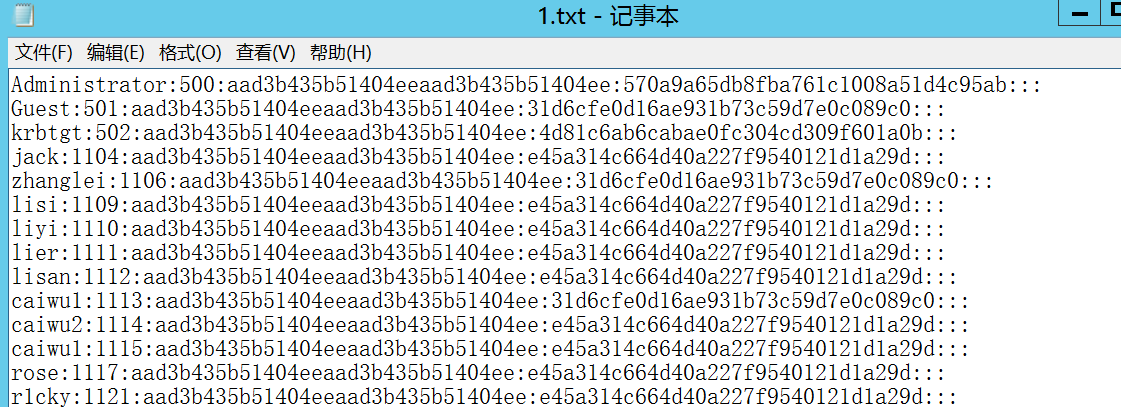 1.txt - 记事本
文件(F) 编辑(E) 格式(O) 查看(V) 帮助(H)
Administrator:500:aad3b435b51404eeaad3b435b51404ee:570a9a65db8fba761c1008a51d4c95ab:::
Guest:501:aad3b435b51404eeaad3b435b51404ee:31d6cfe0d16ae931b73c59d7e0c089c0:::
krbtgt:502:aad3b435b51404eeaad3b435b51404ee:4d81c6ab6cabae0fc304cd309f601a0b:::
jack:1104:aad3b435b51404eeaad3b435b51404ee:e45a314c664d40a227f9540121d1a29d:::
zhanglei:1106:aad3b435b51404eeaad3b435b51404ee:31d6cfe0d16ae931b73c59d7e0c089c0:::
lisi:1109:aad3b435b51404eeaad3b435b51404ee:e45a314c664d40a227f9540121d1a29d:::
liyi:1110:aad3b435b51404eeaad3b435b51404ee:e45a314c664d40a227f9540121d1a29d:::
lier:1111:aad3b435b51404eeaad3b435b51404ee:e45a314c664d40a227f9540121d1a29d:::
lisan:1112:aad3b435b51404eeaad3b435b51404ee:e45a314c664d40a227f9540121d1a29d:::
caiwu1:1113:aad3b435b51404eeaad3b435b51404ee:31d6cfe0d16ae931b73c59d7e0c089c0:::
caiwu2:1114:aad3b435b51404eeaad3b435b51404ee:e45a314c664d40a227f9540121d1a29d:::
caiwu1:1115:aad3b435b51404eeaad3b435b51404ee:e45a314c664d40a227f9540121d1a29d:::
rose:1117:aad3b435b51404eeaad3b435b51404ee:e45a314c664d40a227f9540121d1a29d:::
r1cky:1121:aad3b435b51404eeaad3b435b51404ee:e45a314c664d40a227f9540121d1a29d:::